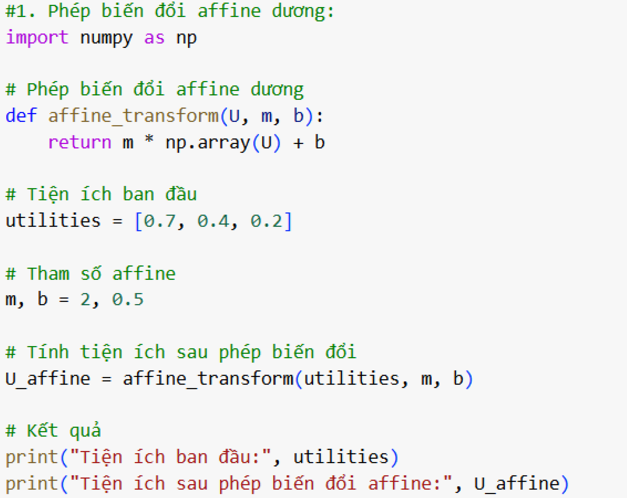 #1. Phép biến đổi affine dương:
import numpy as np
# Phép biến đổi affine dương
def affine_transform(U, m, b):
    return m * np.array(U) + b
# Tiện ích ban đầu
utilities = [0.7, 0.4, 0.2]
# Tham số affine
m, b = 2, 0.5
# Tính tiện ích sau phép biến đổi
U_affine = affine_transform(utilities, m, b)
# Kết quả
print("Tiện ích ban đầu:", utilities)
print("Tiện ích sau phép biến đổi affine:", U_affine)